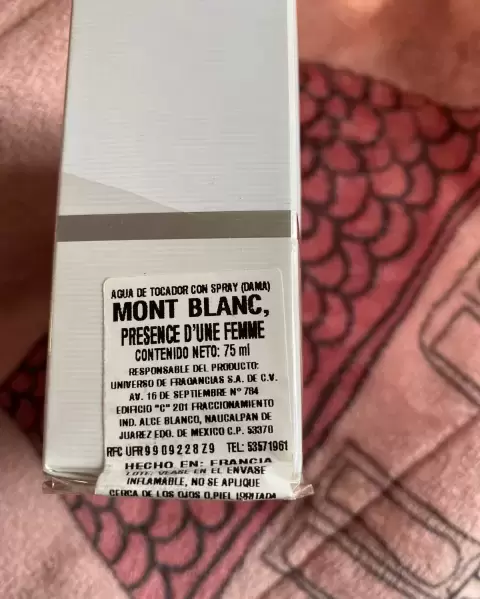 AGUA DE TOCADOR CON SPRAY (DAMA)
MONT BLANC,
PRESENCE D'UNE FEMME
CONTENIDO NETO: 75 ml
RESPONSABLE DEL PRODUCTO:
UNIVERSO DE FRAGANCIAS S.A. DE C.V.
AV. 16 DE SEPTIEMBRE Nº 784
EDIFICIO "C" 201 FRACCIONAMIENTO
IND. ALCE BLANCO, NAUCALPAN DE
JUAREZ EDO. DE MEXICO C.P. 53370
RFC UFR9909228Z9 TEL: 53571961
HECHO EN: FRANCIA
LOTE: VEASE EN EL ENVASE
INFLAMABLE, NO SE APLIQUE
CERCA DE LOS OJOS O PIEL IRRITADA